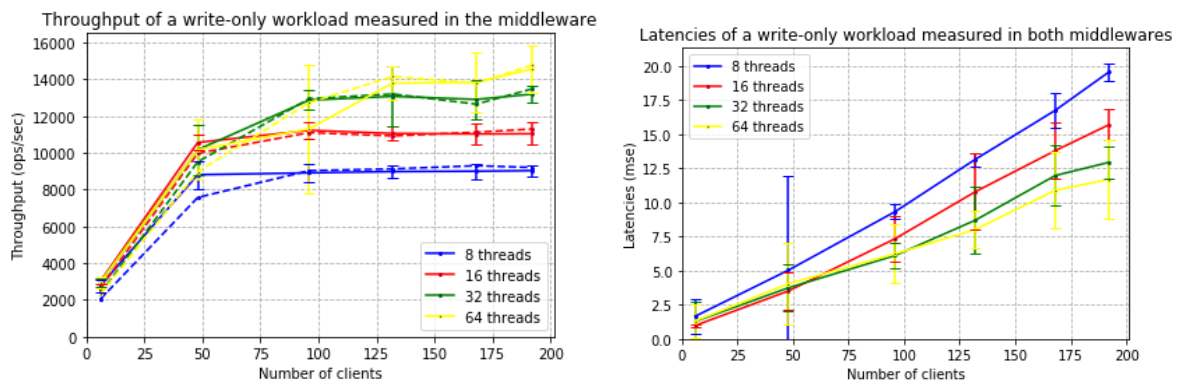 Throughput of a write-only workload measured in the middleware
16000
14000
12000
10000
8000
6000
4000
2000
0
Throughput (ops/sec)
0 25 50 75 100 125 150 175 200
Number of clients
8 threads
16 threads
32 threads
64 threads
Latencies of a write-only workload measured in both middlewares
20.0
17.5
15.0
12.5
10.0
7.5
5.0
2.5
0.0
Latencies (mse)
0 25 50 75 100 125 150 175 200
Number of clients
8 threads
16 threads
32 threads
64 threads